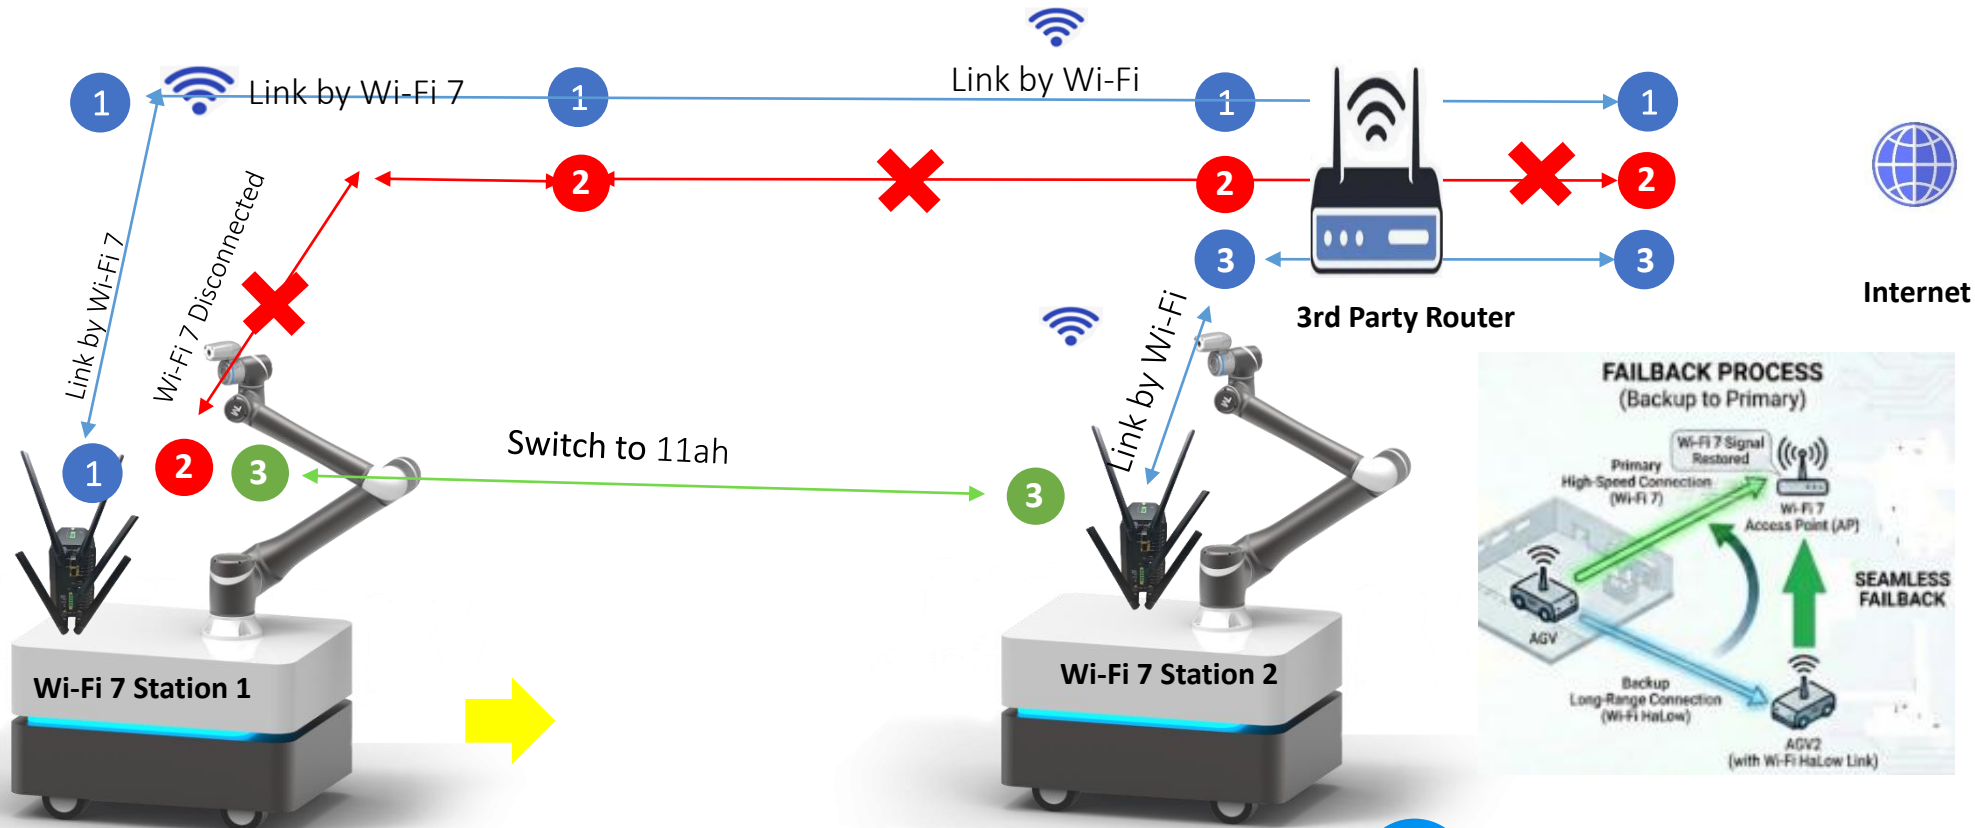 1
Link by Wi-Fi 7
1
Link by Wi-Fi
1
1
2
2
2
3
3
Link by Wi-Fi 7
Wi-Fi 7 Disconnected
Link by Wi-Fi
3rd Party Router
Internet
1
2
3
Switch to 11ah
3
Wi-Fi 7 Station 1
Wi-Fi 7 Station 2
FAILBACK PROCESS
(Backup to Primary)
Wi-Fi 7 Signal
Restored
Primary
High-Speed Connection
(Wi-Fi 7)
Wi-Fi 7
Access Point (AP)
SEAMLESS
FAILBACK
AGV
Backup
Long-Range Connection
(Wi-Fi HaLow)
AGV2
(with Wi-Fi HaLow Link)